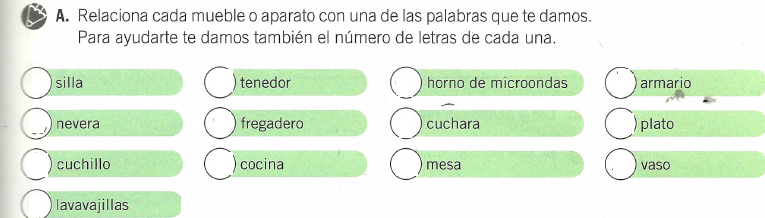 A. Relaciona cada mueble o aparato con una de las palabras que te damos.
Para ayudarte te damos también el número de letras de cada una.
silla tenedor horno de microondas armario
nevera fregadero cuchara plato
cuchillo cocina mesa vaso
lavavajillas